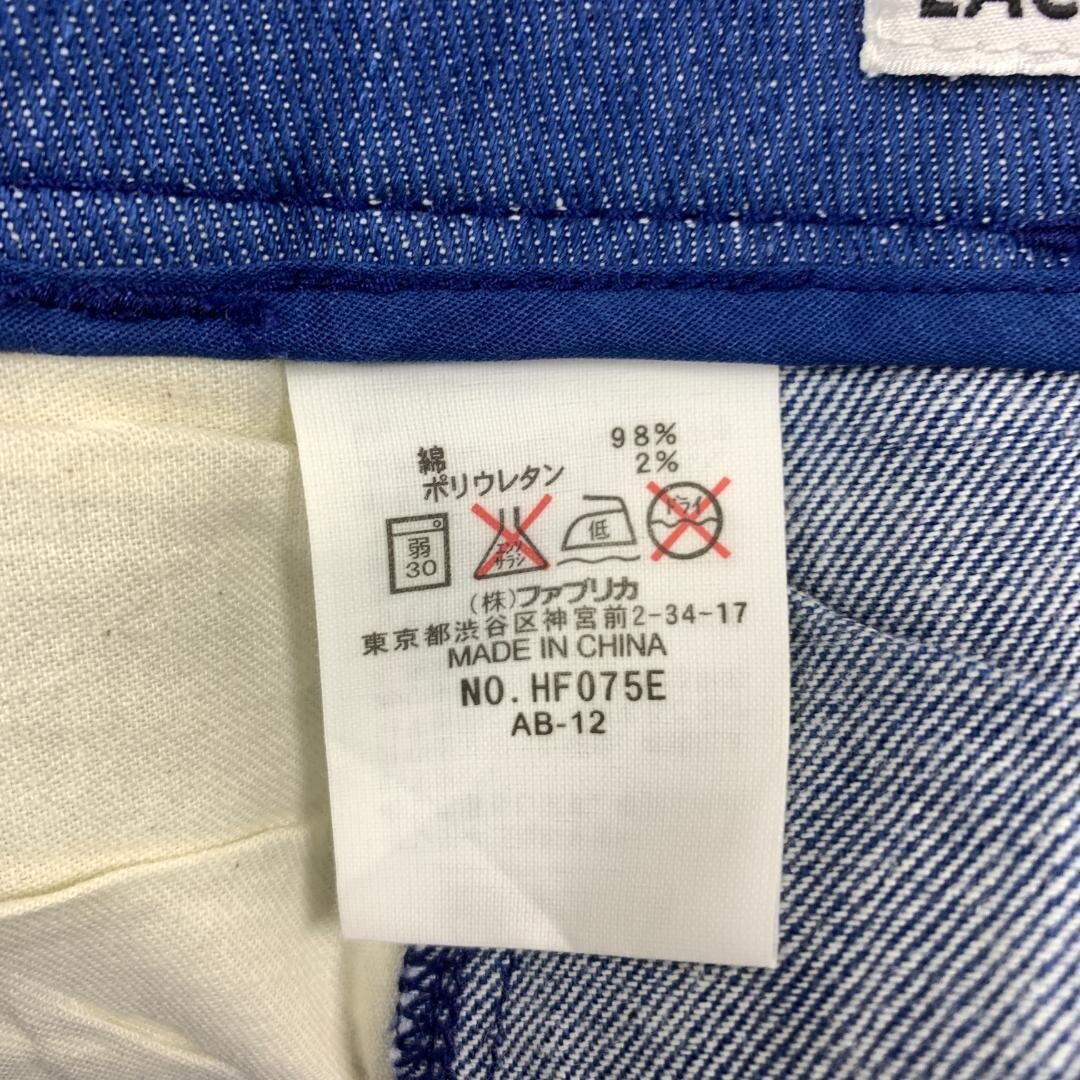 LAC
綿 98%
ポリウレタン 2%
弱 30 エンソサラシ 低 ドライ
(株)ファブリカ
東京都渋谷区神宮前2-34-17
MADE IN CHINA
NO. HF075E
AB-12